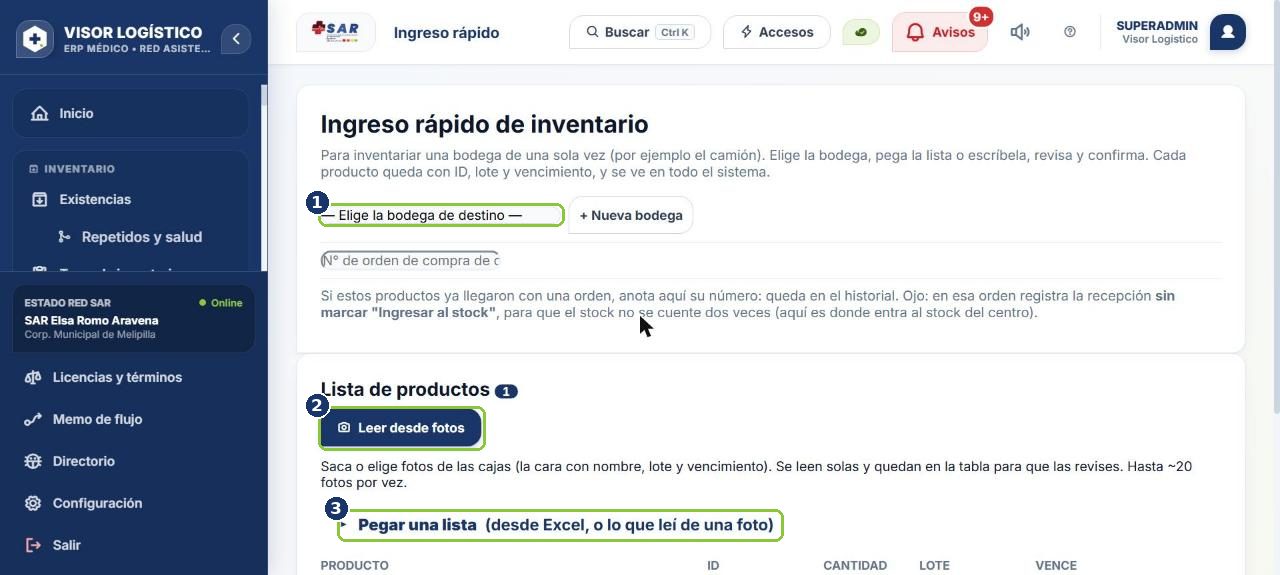 VISOR LOGÍSTICO
ERP MÉDICO • RED ASISTE...
SAR
Ingreso rápido
Buscar Ctrl K
Accesos
Avisos 9+
SUPERADMIN
Visor Logístico
Inicio
INVENTARIO
Existencias
Repetidos y salud
ESTADO RED SAR
Online
SAR Elsa Romo Aravena
Corp. Municipal de Melipilla
Licencias y términos
Memo de flujo
Directorio
Configuración
Salir
Ingreso rápido de inventario
Para inventariar una bodega de una sola vez (por ejemplo el camión). Elige la bodega, pega la lista o escríbela, revisa y confirma. Cada
producto queda con ID, lote y vencimiento, y se ve en todo el sistema.
1
— Elige la bodega de destino —
+ Nueva bodega
N° de orden de compra de c
Si estos productos ya llegaron con una orden, anota aquí su número: queda en el historial. Ojo: en esa orden registra la recepción sin
marcar "Ingresar al stock", para que el stock no se cuente dos veces (aquí es donde entra al stock del centro).
Lista de productos 1
2
Leer desde fotos
Saca o elige fotos de las cajas (la cara con nombre, lote y vencimiento). Se leen solas y quedan en la tabla para que las revises. Hasta ~20
fotos por vez.
3
Pegar una lista (desde Excel, o lo que leí de una foto)
PRODUCTO ID CANTIDAD LOTE VENCE